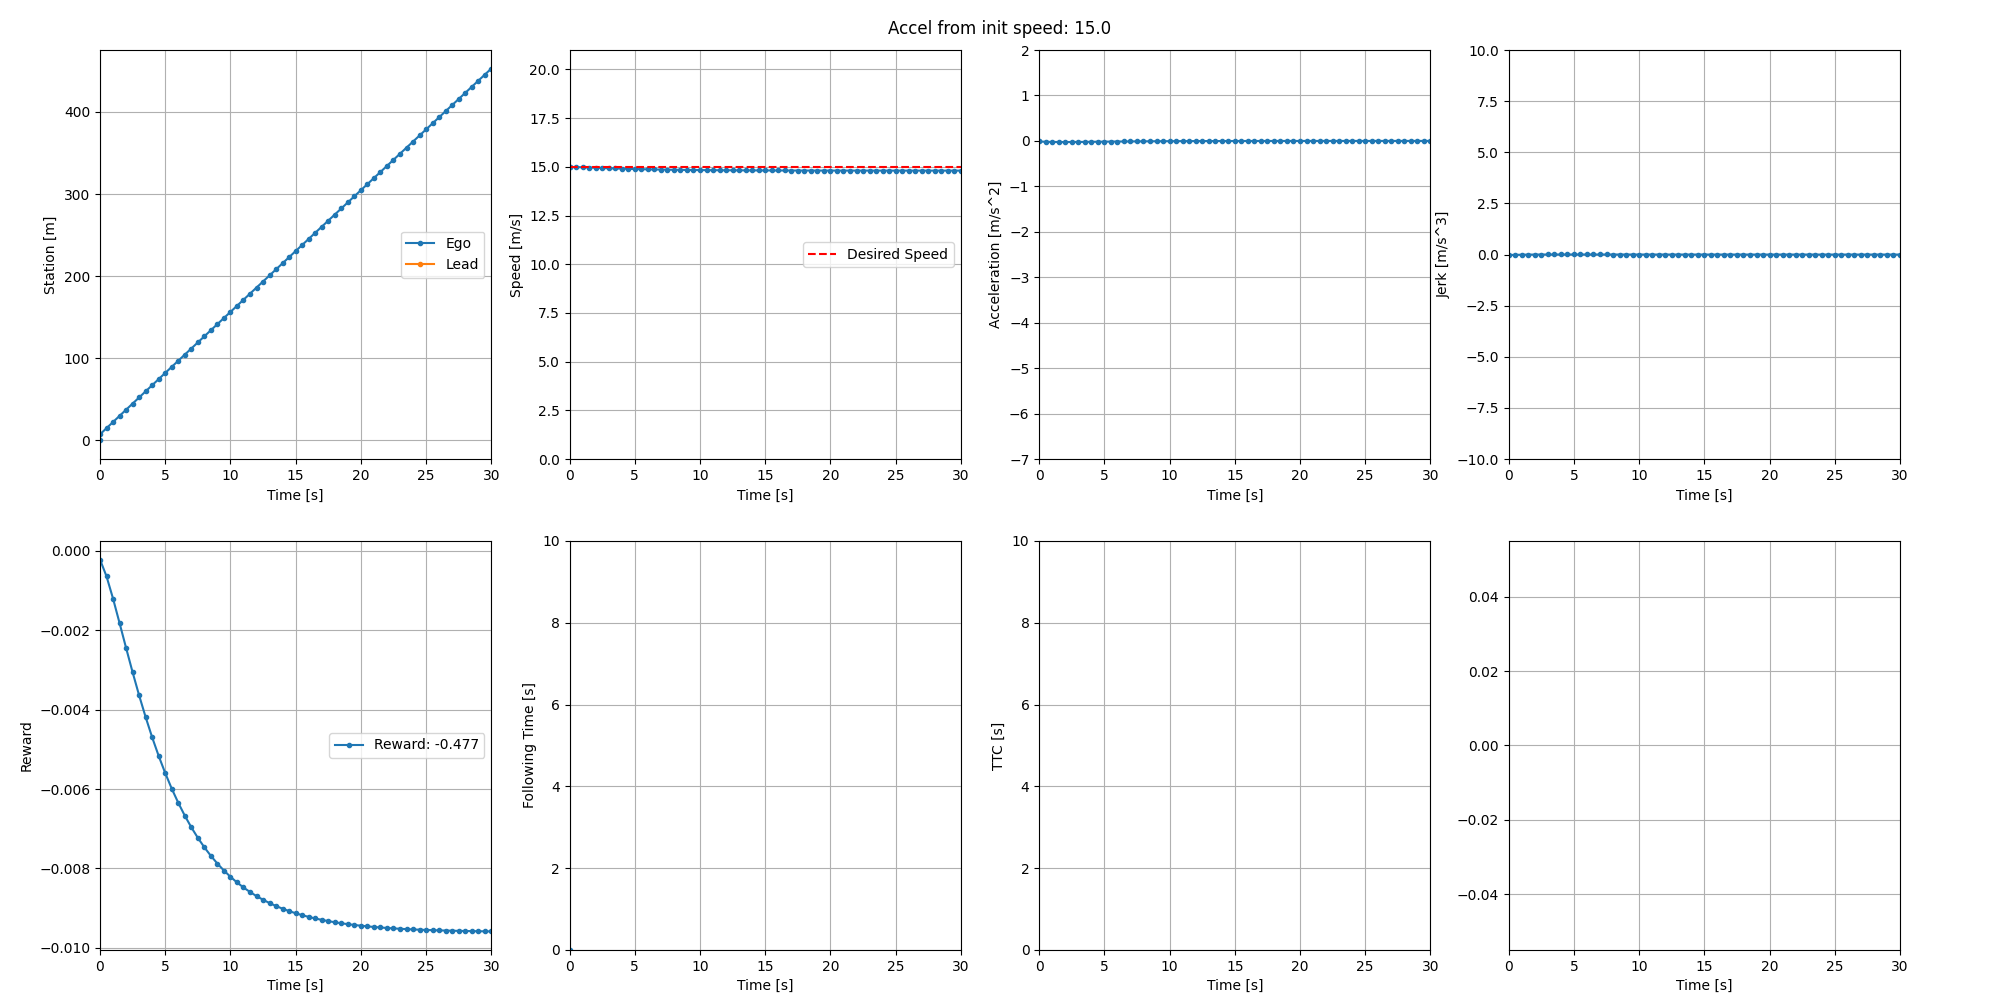 Accel from init speed: 15.0
Station [m]
400
300
200
100
0
Ego
Lead
0 5 10 15 20 25 30
Time [s]
Speed [m/s]
20.0
17.5
15.0
12.5
10.0
7.5
5.0
2.5
0.0
Desired Speed
0 5 10 15 20 25 30
Time [s]
Acceleration [m/s^2]
2
1
0
−1
−2
−3
−4
−5
−6
−7
0 5 10 15 20 25 30
Time [s]
Jerk [m/s^3]
10.0
7.5
5.0
2.5
0.0
−2.5
−5.0
−7.5
−10.0
0 5 10 15 20 25 30
Time [s]
Reward
0.000
−0.002
−0.004
−0.006
−0.008
−0.010
Reward: -0.477
0 5 10 15 20 25 30
Time [s]
Following Time [s]
10
8
6
4
2
0
0 5 10 15 20 25 30
Time [s]
TTC [s]
10
8
6
4
2
0
0 5 10 15 20 25 30
Time [s]
0.04
0.02
0.00
−0.02
−0.04
0 5 10 15 20 25 30
Time [s]